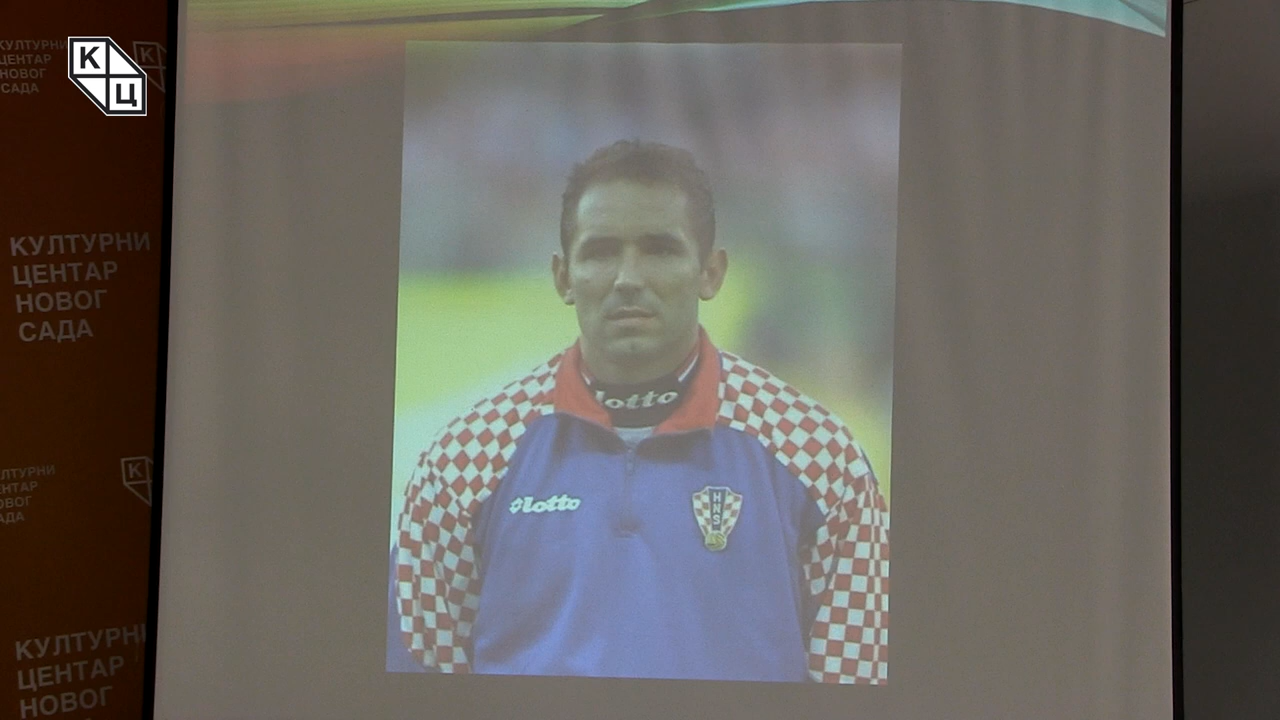 КУЛТУРНИ
ЦЕНТАР
НОВОГ
САДА
К
Ц
К
КУЛТУРНИ
ЦЕНТАР
НОВОГ
САДА
lotto
lotto
HNS
К
КУЛТУРНИ
ЦЕНТАР
НОВОГ